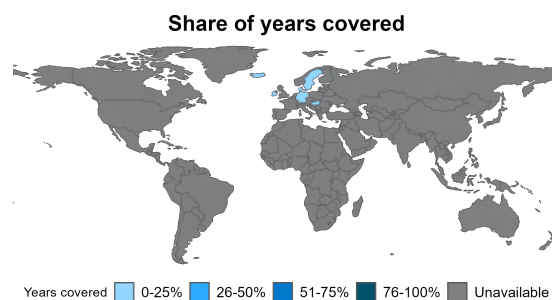 Share of years covered
Years covered 0-25% 26-50% 51-75% 76-100% Unavailable